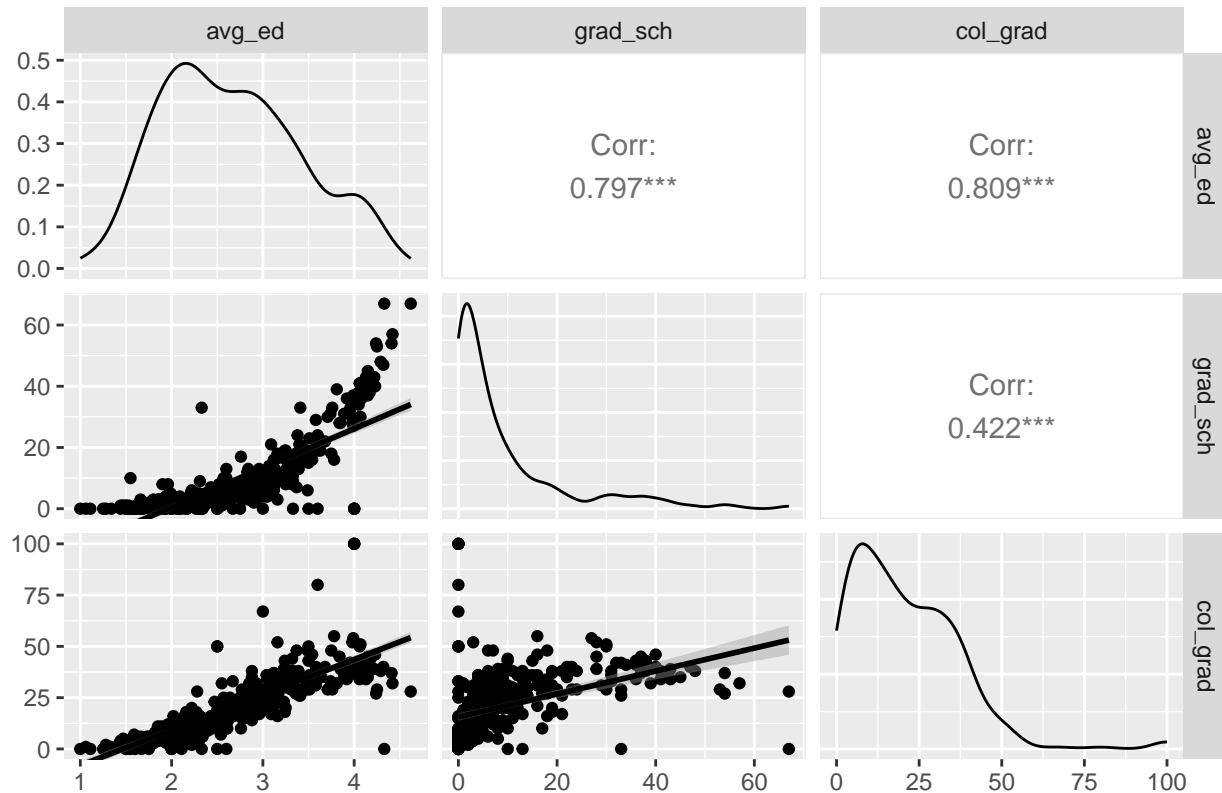 avg_ed grad_sch col_grad
0.5
0.4
0.3
0.2
0.1
0.0
Corr:
0.797***
Corr:
0.809***
avg_ed
60
40
20
0
Corr:
0.422***
grad_sch
100
75
50
25
0
col_grad
1 2 3 4
0 20 40 60
0 25 50 75 100